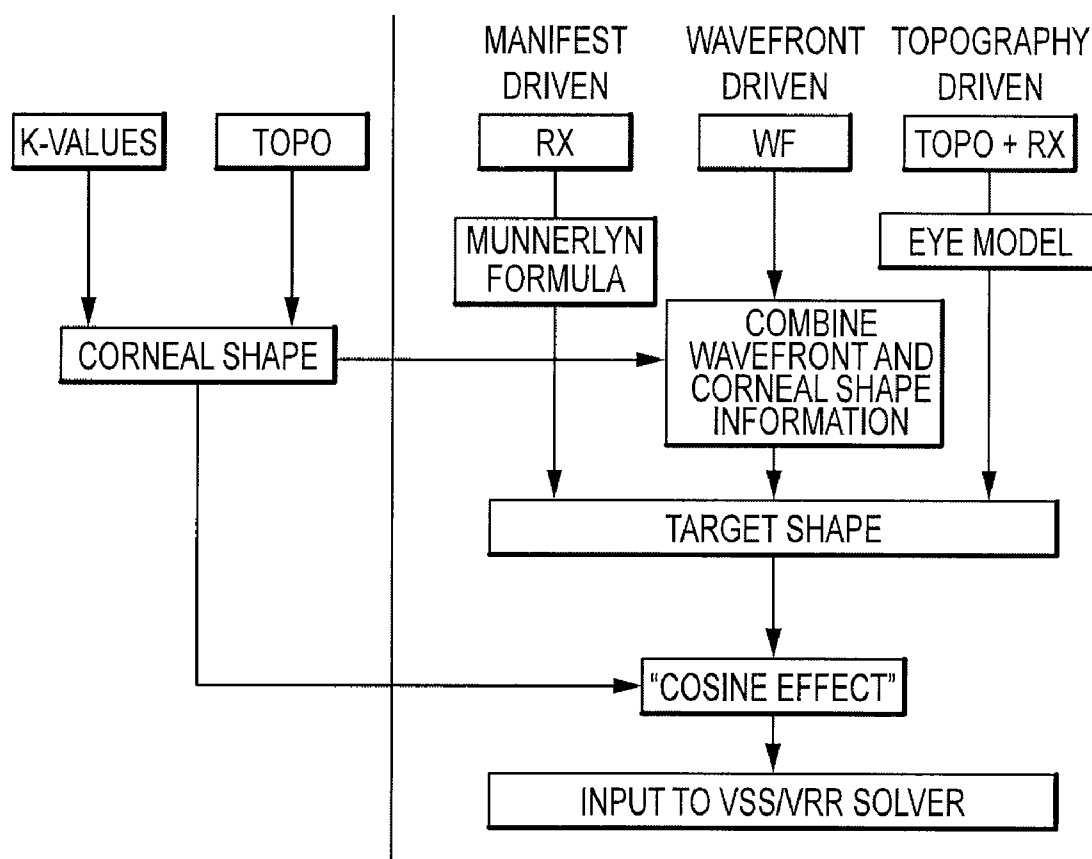 MANIFEST
DRIVEN
WAVEFRONT
DRIVEN
TOPOGRAPHY
DRIVEN
K-VALUES
TOPO
RX
WF
TOPO + RX
MUNNERLYN
FORMULA
EYE MODEL
CORNEAL SHAPE
COMBINE
WAVEFRONT AND
CORNEAL SHAPE
INFORMATION
TARGET SHAPE
"COSINE EFFECT"
INPUT TO VSS/VRR SOLVER